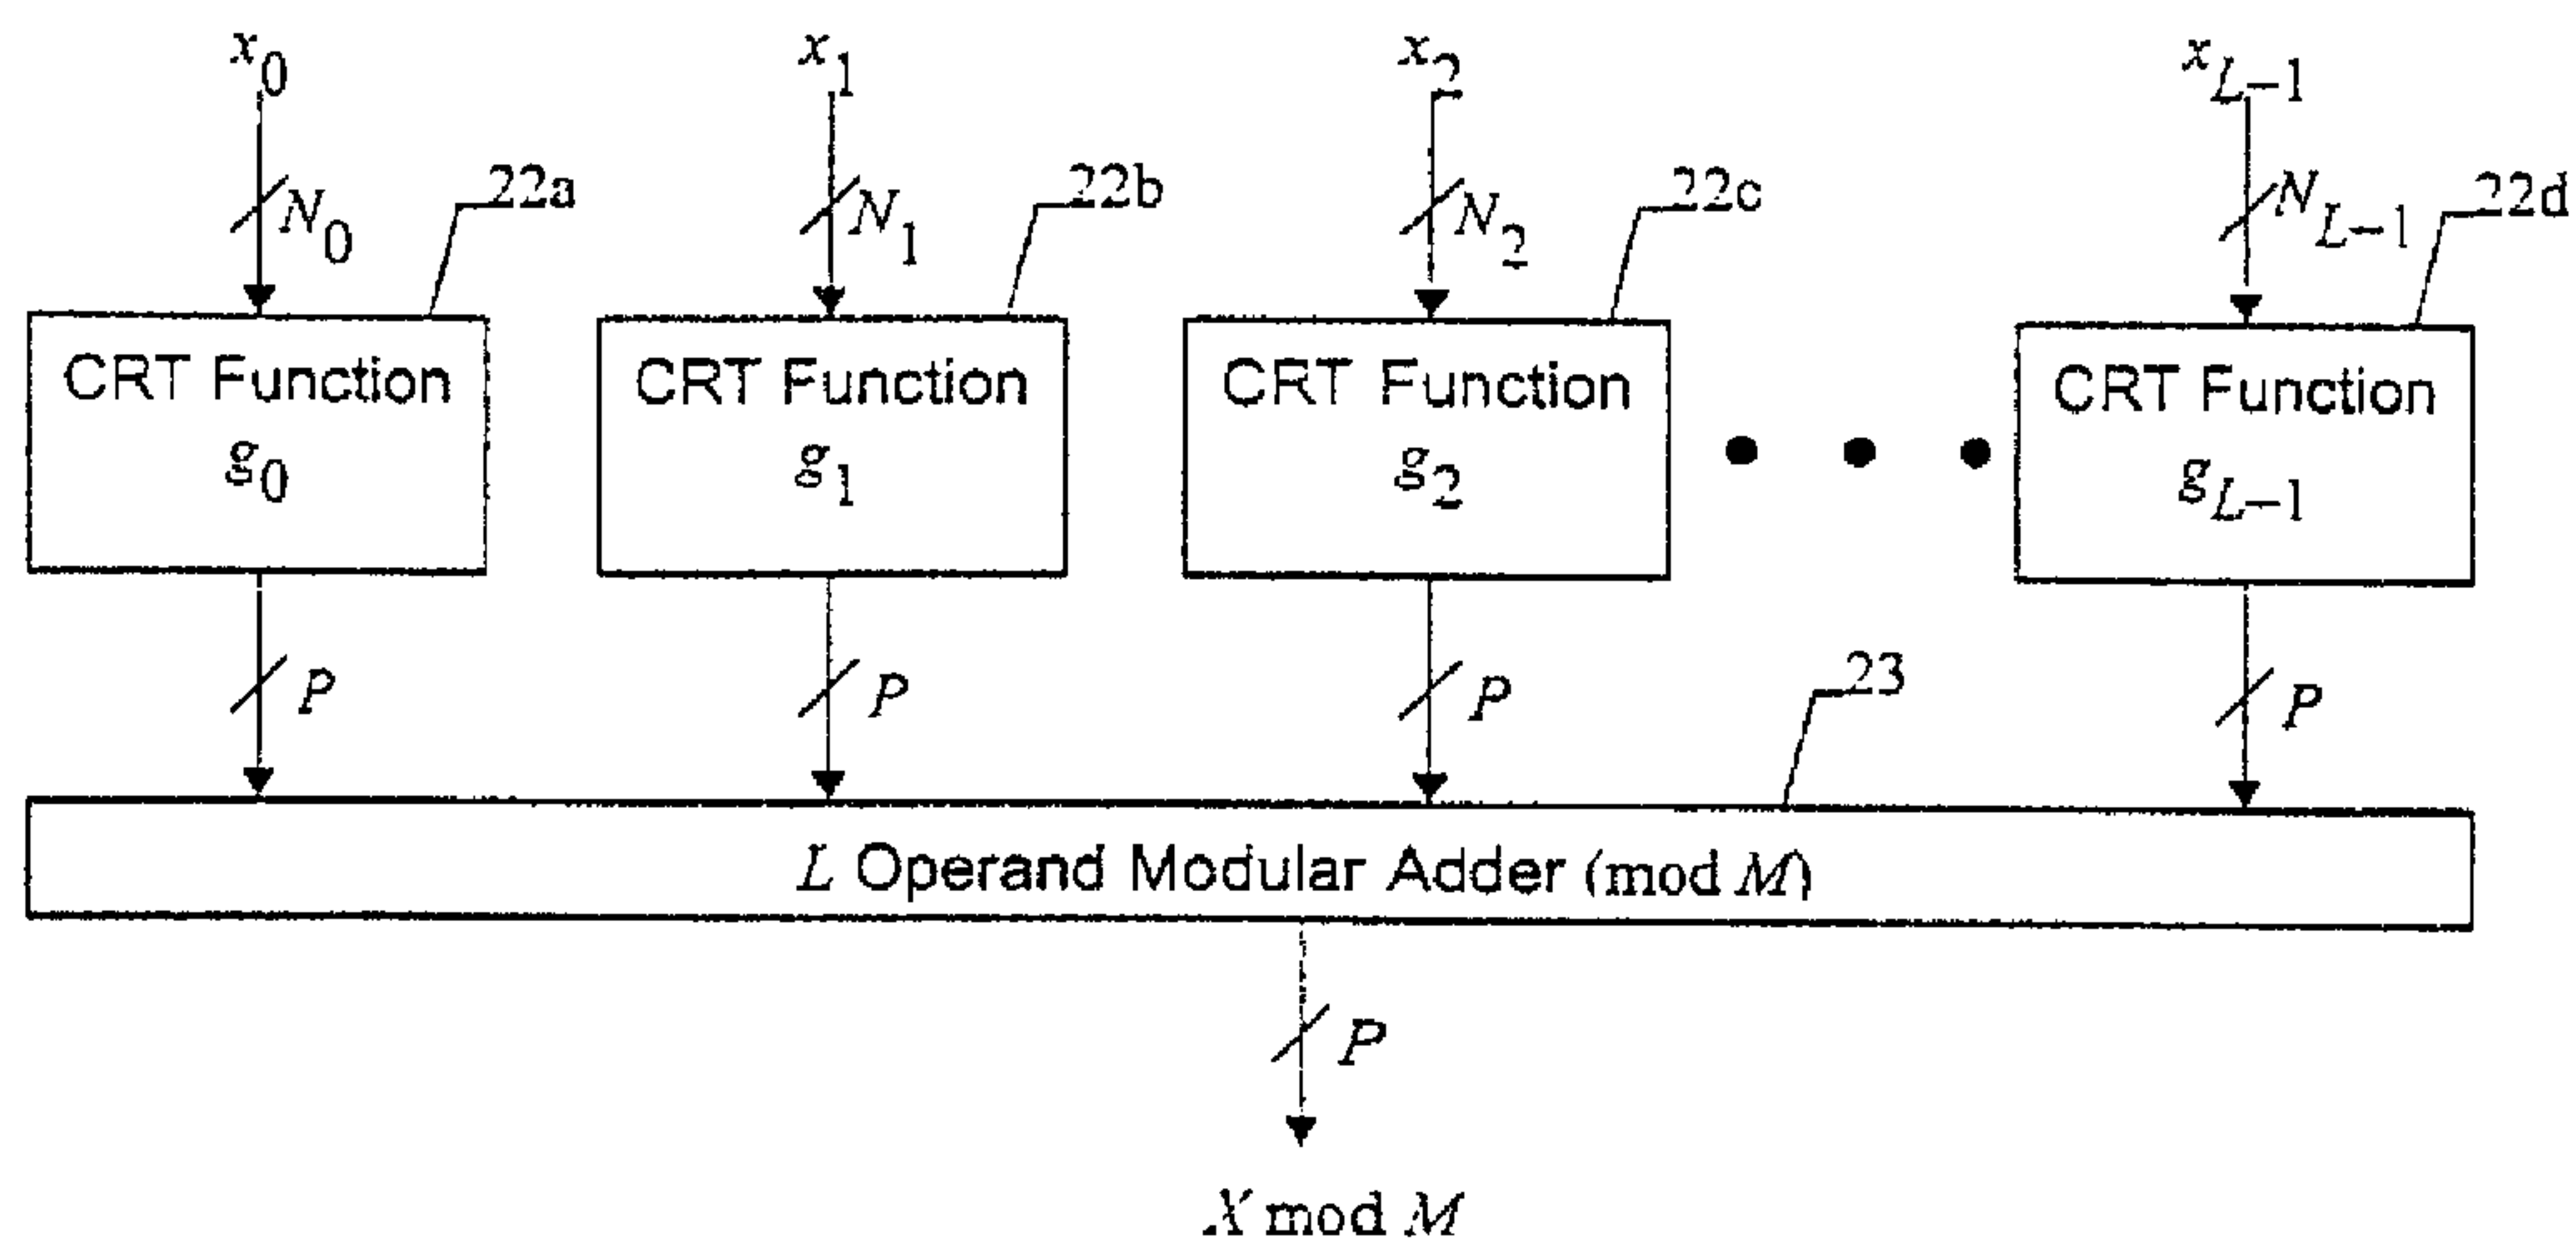 x0 x1 x2 xL−1
N0 22a N1 22b N2 22c NL−1 22d
CRT Function CRT Function CRT Function CRT Function
g0 g1 g2 gL−1
P P P P
23
L Operand Modular Adder (mod M)
P
X mod M